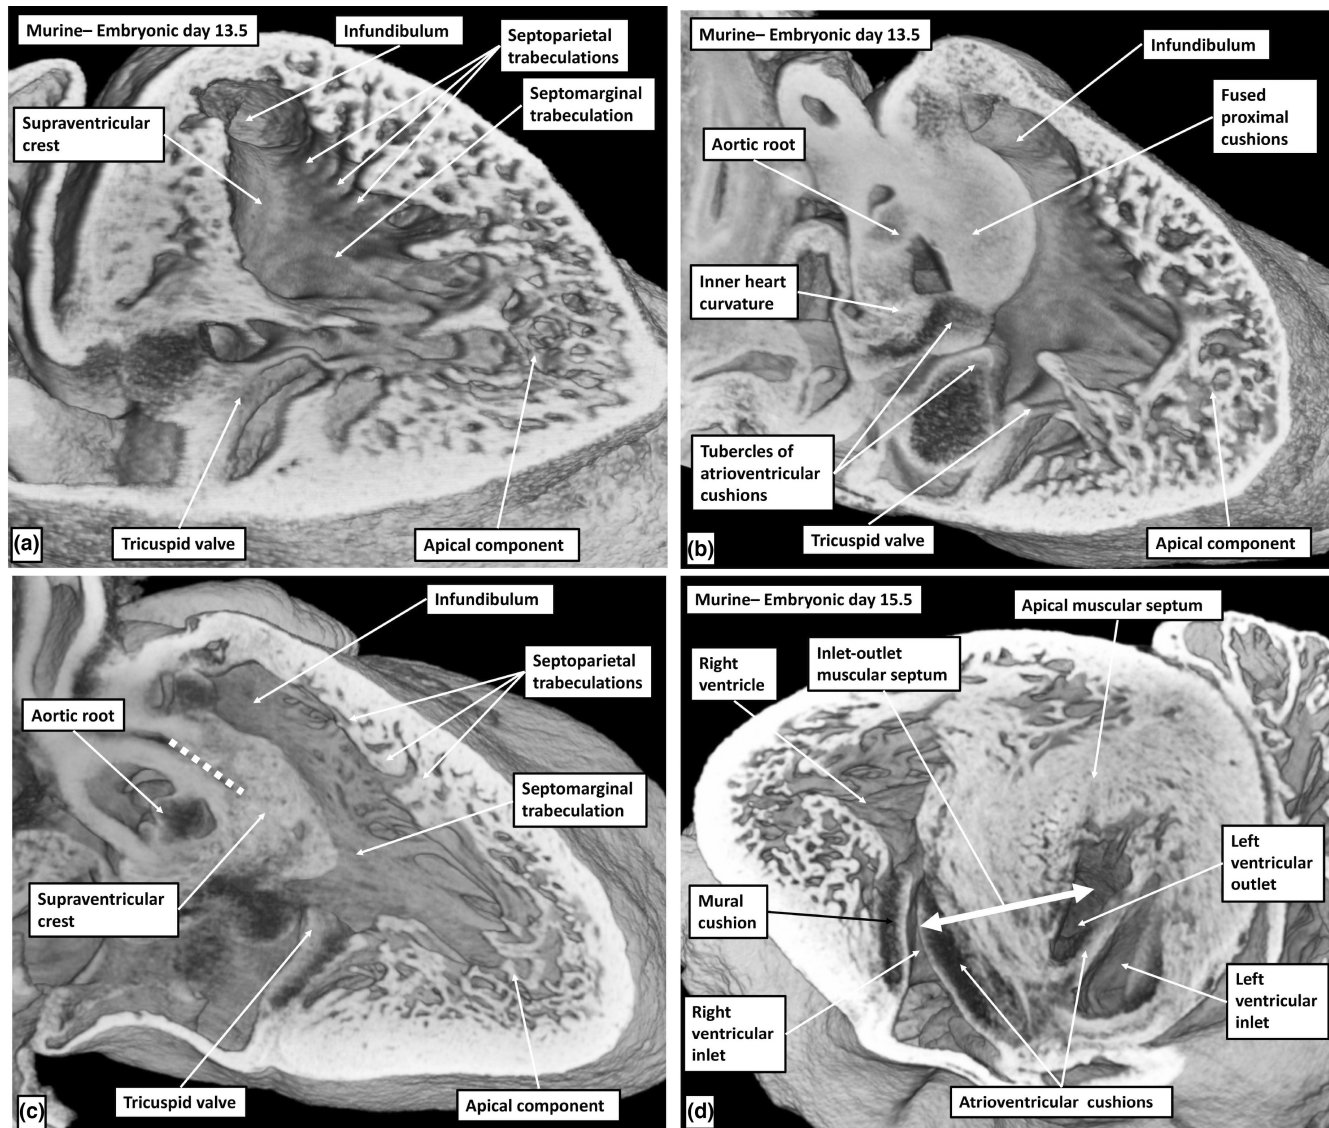 Murine– Embryonic day 13.5
Infundibulum
Septoparietal
trabeculations
Septomarginal
trabeculation
Supraventricular
crest
Tricuspid valve
Apical component
(a)
Murine– Embryonic day 13.5
Infundibulum
Fused
proximal
cushions
Aortic root
Inner heart
curvature
Tubercles of
atrioventricular
cushions
Tricuspid valve
Apical component
(b)
Infundibulum
Septoparietal
trabeculations
Aortic root
Septomarginal
trabeculation
Supraventricular
crest
Tricuspid valve
Apical component
(c)
Murine– Embryonic day 15.5
Apical muscular septum
Inlet-outlet
muscular septum
Right
ventricle
Left
ventricular
outlet
Mural
cushion
Left
ventricular
inlet
Right
ventricular
inlet
Atrioventricular cushions
(d)